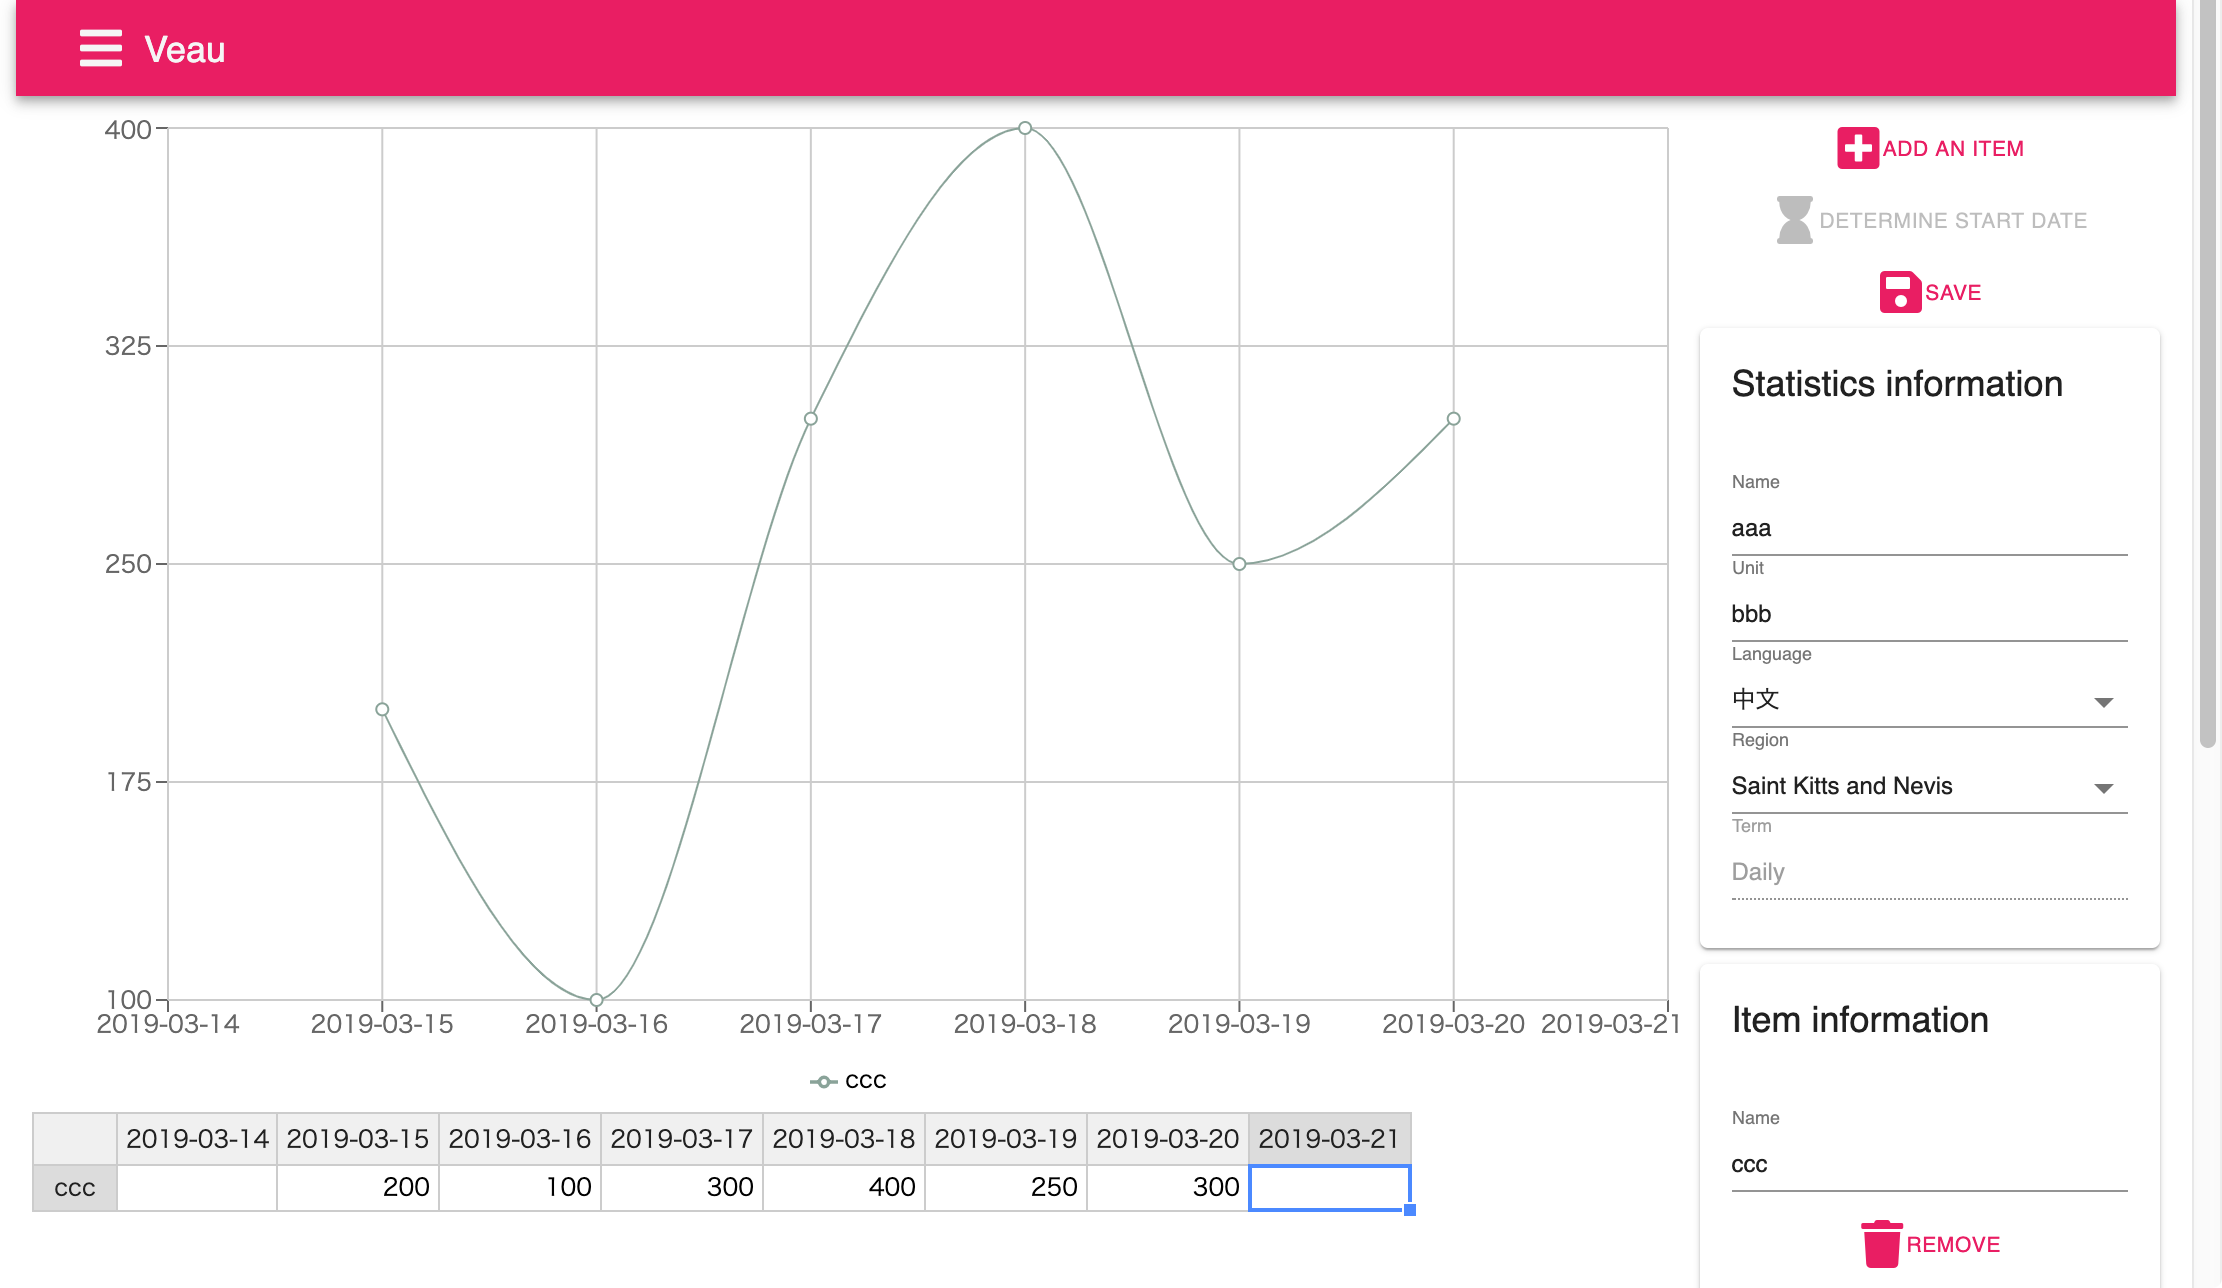 Veau
400
325
250
175
100
2019-03-14 2019-03-15 2019-03-16 2019-03-17 2019-03-18 2019-03-19 2019-03-20 2019-03-21
ccc
2019-03-14 2019-03-15 2019-03-16 2019-03-17 2019-03-18 2019-03-19 2019-03-20 2019-03-21
ccc 200 100 300 400 250 300
ADD AN ITEM
DETERMINE START DATE
SAVE
Statistics information
Name
aaa
Unit
bbb
Language
中文
Region
Saint Kitts and Nevis
Term
Daily
Item information
Name
ccc
REMOVE